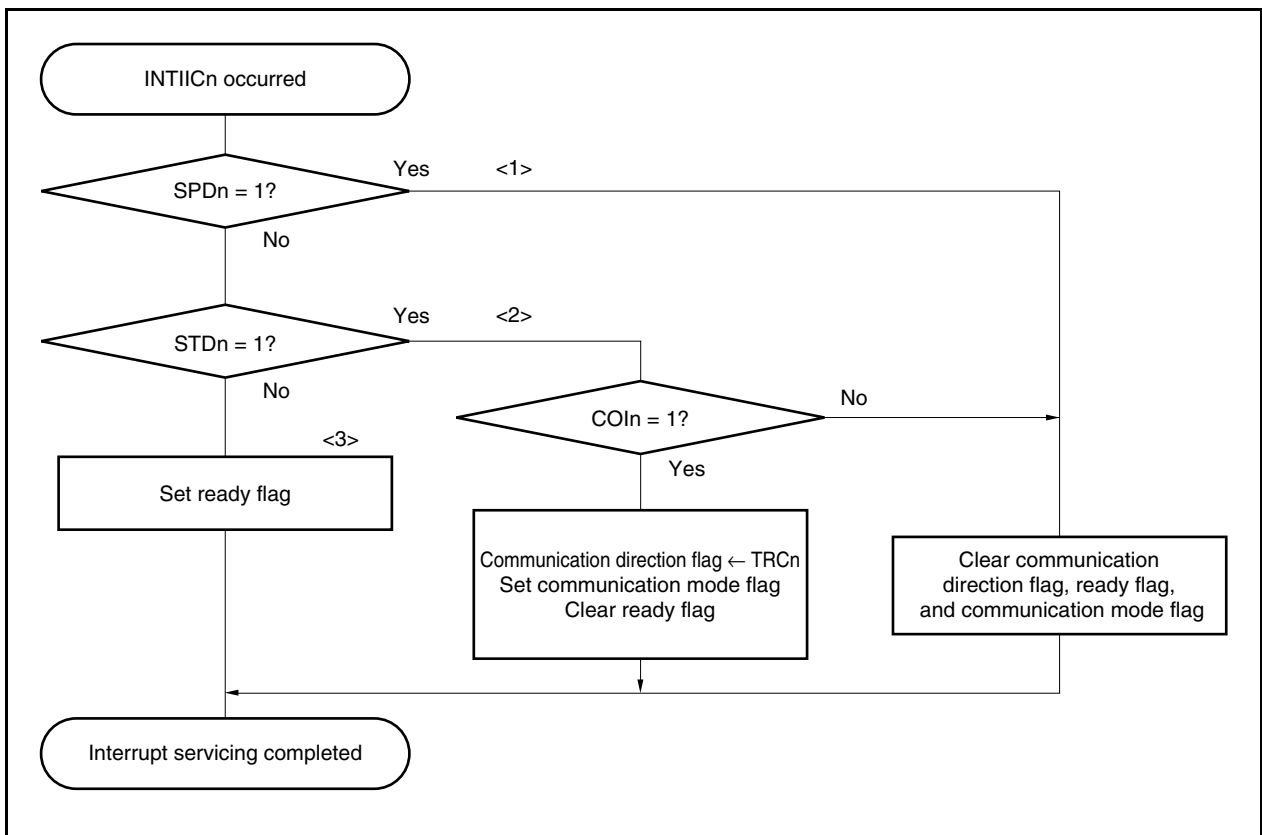 INTIICn occurred
Yes
<1>
SPDn = 1?
No
Yes
<2>
STDn = 1?
No
COIn = 1?
No
Yes
<3>
Set ready flag
Communication direction flag ← TRCn
Set communication mode flag
Clear ready flag
Clear communication
direction flag, ready flag,
and communication mode flag
Interrupt servicing completed